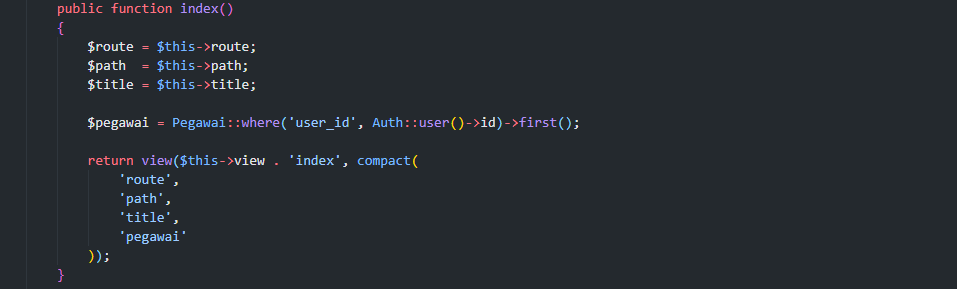 public function index()
{
$route = $this->route;
$path  = $this->path;
$title = $this->title;
$pegawai = Pegawai::where('user_id', Auth::user()->id)->first();
return view($this->view . 'index', compact(
'route',
'path',
'title',
'pegawai'
));
}